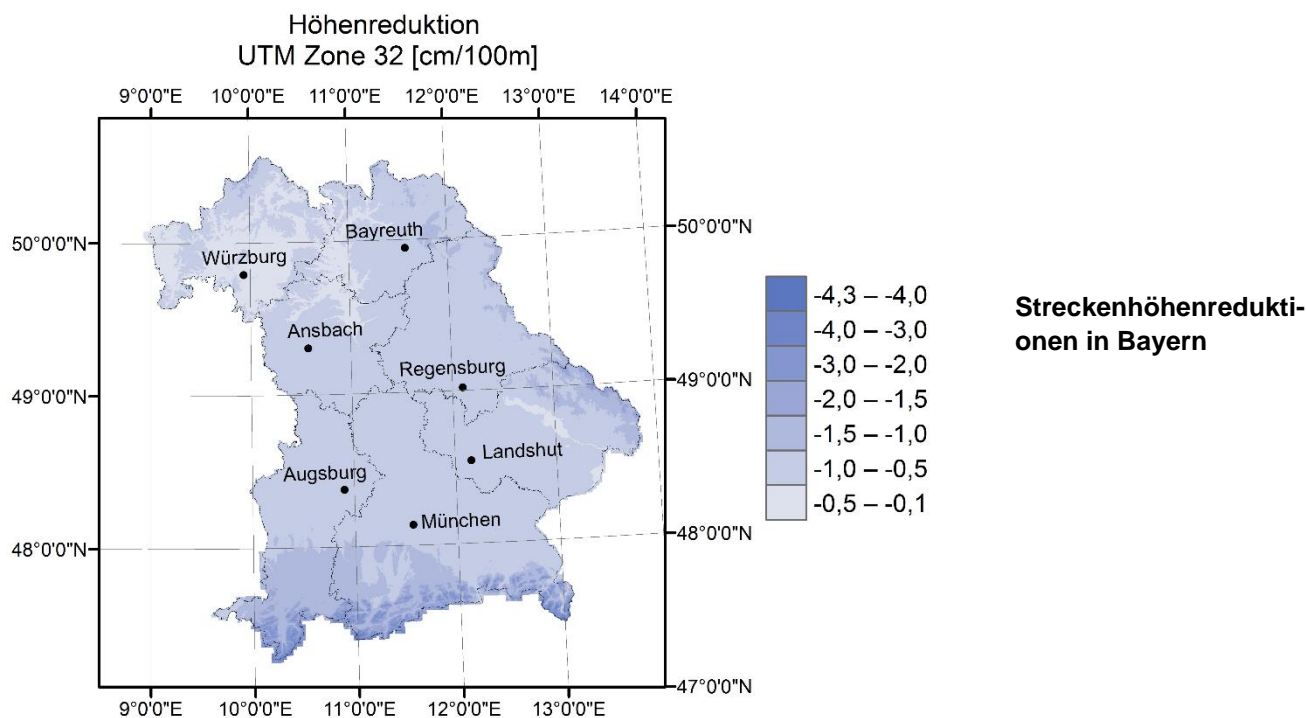 Höhenreduktion
UTM Zone 32 [cm/100m]
9°0'0"E 10°0'0"E 11°0'0"E 12°0'0"E 13°0'0"E 14°0'0"E
50°0'0"N
49°0'0"N
48°0'0"N
Bayreuth
Würzburg
Ansbach
Regensburg
Landshut
Augsburg
München
50°0'0"N
49°0'0"N
48°0'0"N
47°0'0"N
9°0'0"E 10°0'0"E 11°0'0"E 12°0'0"E 13°0'0"E
-4,3 – -4,0
-4,0 – -3,0
-3,0 – -2,0
-2,0 – -1,5
-1,5 – -1,0
-1,0 – -0,5
-0,5 – -0,1
Streckenhöhenredukti-
onen in Bayern